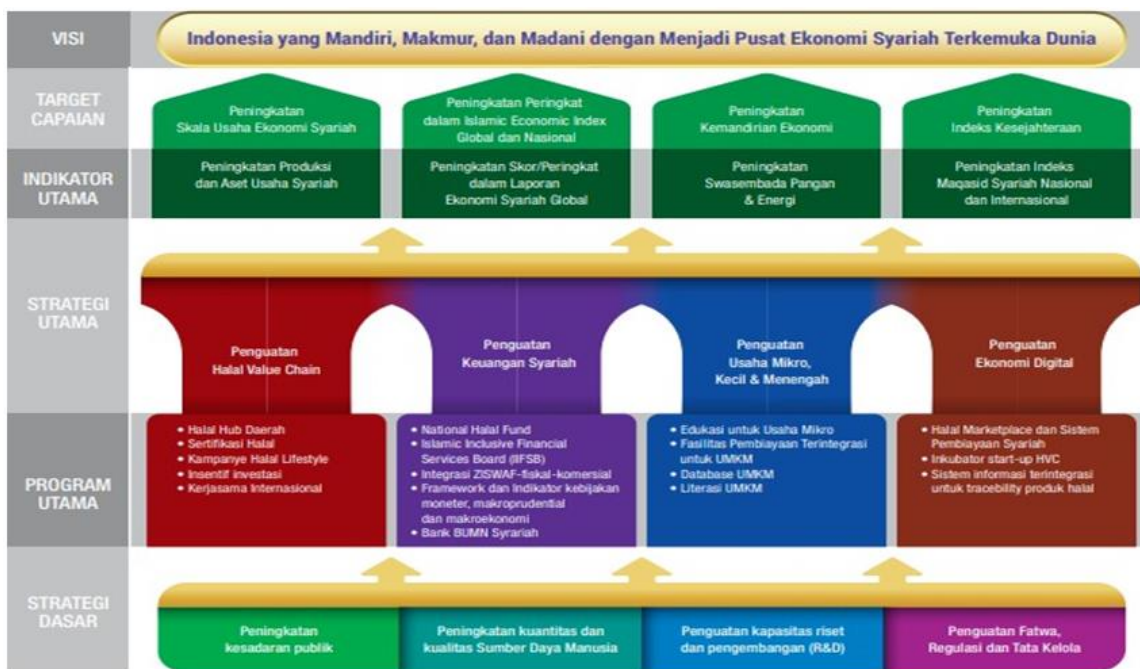 VISI
Indonesia yang Mandiri, Makmur, dan Madani dengan Menjadi Pusat Ekonomi Syariah Terkemuka Dunia
TARGET
CAPAIAN
Peningkatan
Skala Usaha Ekonomi Syariah
Peningkatan Peringkat
dalam Islamic Economic Index
Global dan Nasional
Peningkatan
Kemandirian Ekonomi
Peningkatan
Indeks Kesejahteraan
INDIKATOR
UTAMA
Peningkatan Produksi
dan Aset Usaha Syariah
Peningkatan Skor/Peringkat
dalam Laporan
Ekonomi Syariah Global
Peningkatan
Swasembada Pangan
& Energi
Peningkatan Indeks
Maqasid Syariah Nasional
dan Internasional
STRATEGI
UTAMA
Penguatan
Halal Value Chain
Penguatan
Keuangan Syariah
Penguatan
Usaha Mikro,
Kecil & Menengah
Penguatan
Ekonomi Digital
PROGRAM
UTAMA
• Halal Hub Daerah
• Sertifikasi Halal
• Kampanye Halal Lifestyle
• Insentif investasi
• Kerjasama Internasional
• National Halal Fund
• Islamic Inclusive Financial
Services Board (IIFSB)
• Integrasi ZISWAF-fiskal-komersial
• Framework dan Indikator kebijakan
moneter, makroprudential
dan makroekonomi
• Bank BUMN Syrariah
• Edukasi untuk Usaha Mikro
• Fasilitas Pembiayaan Terintegrasi
untuk UMKM
• Database UMKM
• Literasi UMKM
• Halal Marketplace dan Sistem
Pembiayaan Syariah
• Inkubator start-up HVC
• Sistem informasi terintegrasi
untuk tracebility produk halal
STRATEGI
DASAR
Peningkatan
kesadaran publik
Peningkatan kuantitas dan
kualitas Sumber Daya Manusia
Penguatan kapasitas riset
dan pengembangan (R&D)
Penguatan Fatwa,
Regulasi dan Tata Kelola